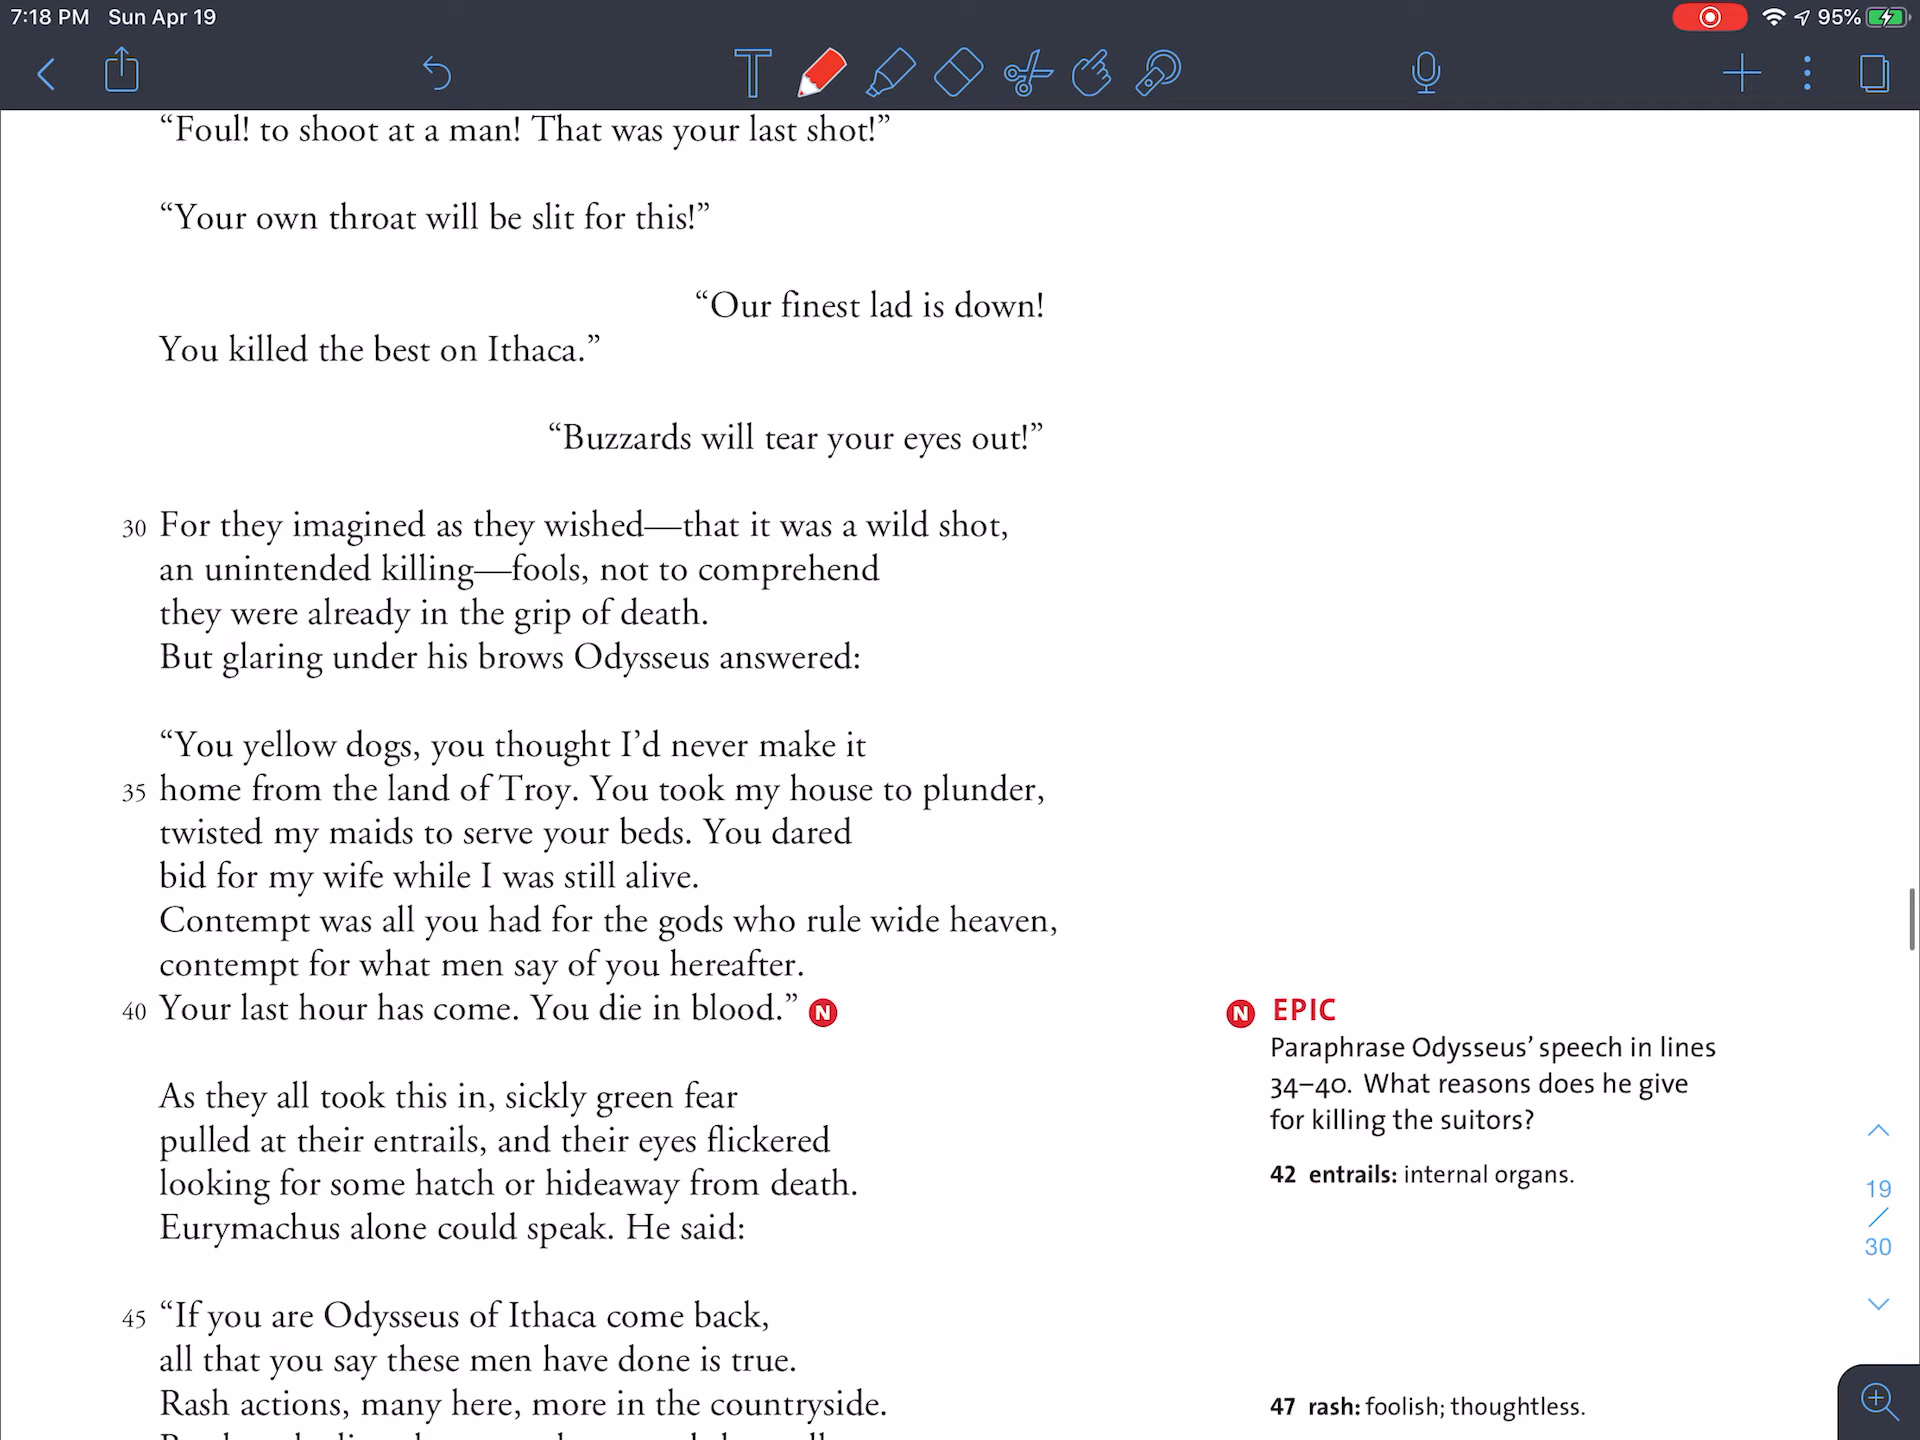 7:18 PM Sun Apr 19
95%
“Foul! to shoot at a man! That was your last shot!”
“Your own throat will be slit for this!”
“Our finest lad is down!
You killed the best on Ithaca.”
“Buzzards will tear your eyes out!”
30 For they imagined as they wished—that it was a wild shot,
an unintended killing—fools, not to comprehend
they were already in the grip of death.
But glaring under his brows Odysseus answered:
“You yellow dogs, you thought I’d never make it
35 home from the land of Troy. You took my house to plunder,
twisted my maids to serve your beds. You dared
bid for my wife while I was still alive.
Contempt was all you had for the gods who rule wide heaven,
contempt for what men say of you hereafter.
40 Your last hour has come. You die in blood.” N
N EPIC
Paraphrase Odysseus’ speech in lines
34–40. What reasons does he give
for killing the suitors?
As they all took this in, sickly green fear
pulled at their entrails, and their eyes flickered
looking for some hatch or hideaway from death.
Eurymachus alone could speak. He said:
42 entrails: internal organs.
19
/
30
45 “If you are Odysseus of Ithaca come back,
all that you say these men have done is true.
Rash actions, many here, more in the countryside.
47 rash: foolish; thoughtless.